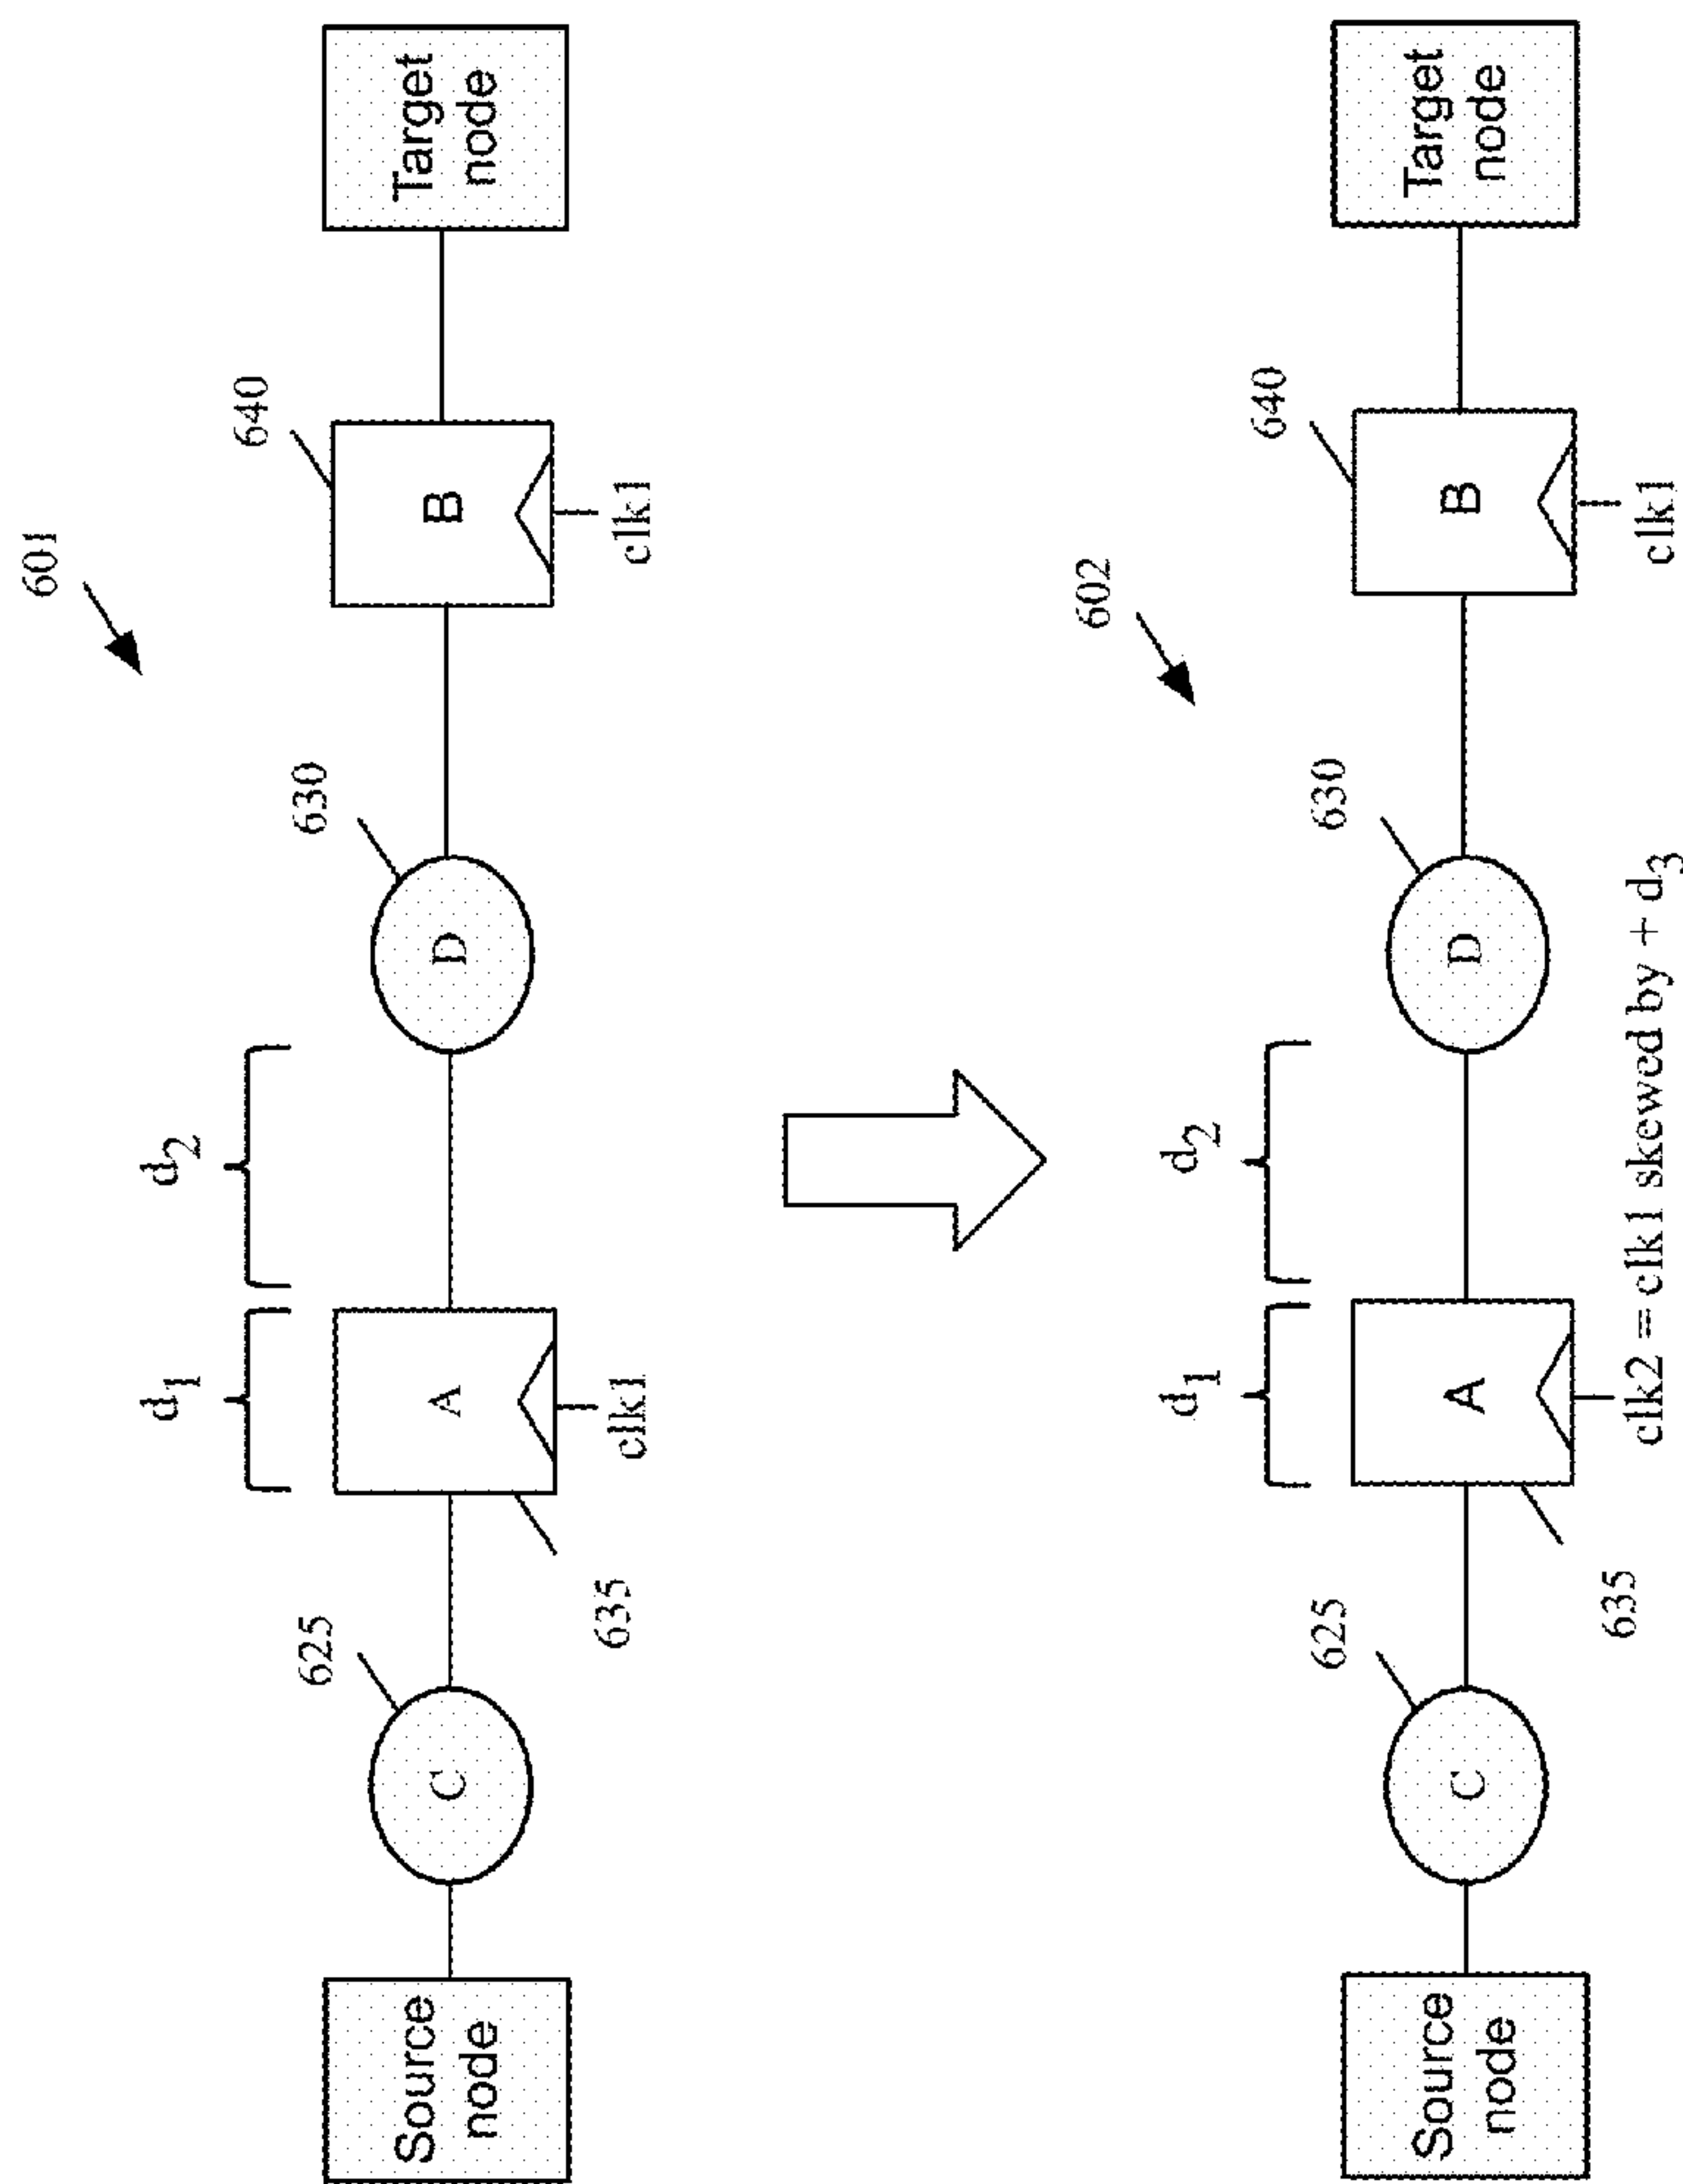 601
d1
d2
625
630
640
Source
node
C
A
D
B
Target
node
635
clk1
clk1
602
d1
d2
625
630
640
Source
node
C
A
D
B
Target
node
635
clk2 = clk1 skewed by + d3
clk1